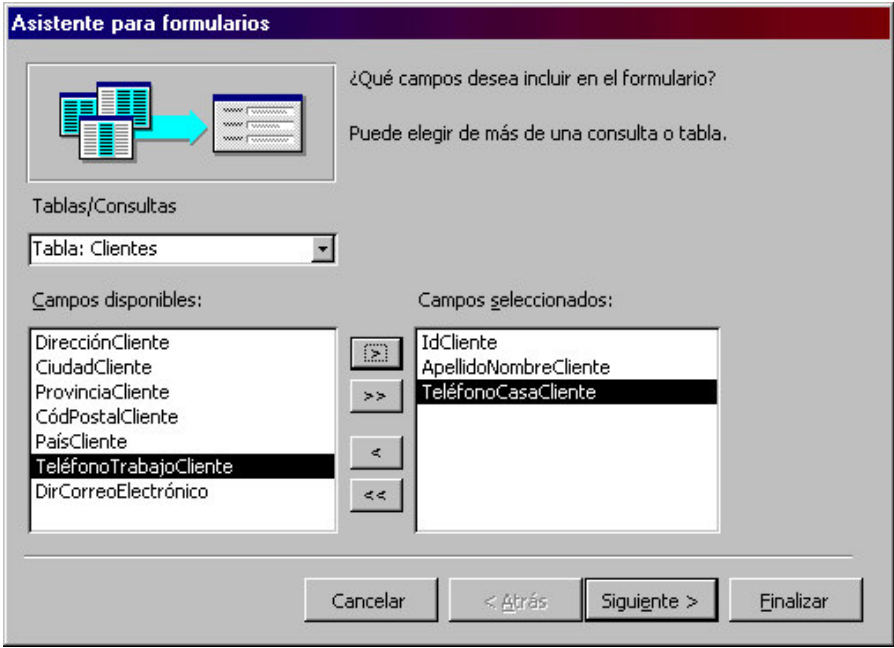 Asistente para formularios
¿Qué campos desea incluir en el formulario?
Puede elegir de más de una consulta o tabla.
Tablas/Consultas
Tabla: Clientes
Campos disponibles:
DirecciónCliente
CiudadCliente
ProvinciaCliente
CódPostalCliente
PaísCliente
TeléfonoTrabajoCliente
DirCorreoElectrónico
>
>>
<
<<
Campos seleccionados:
IdCliente
ApellidoNombreCliente
TeléfonoCasaCliente
Cancelar
< Atrás
Siguiente >
Finalizar